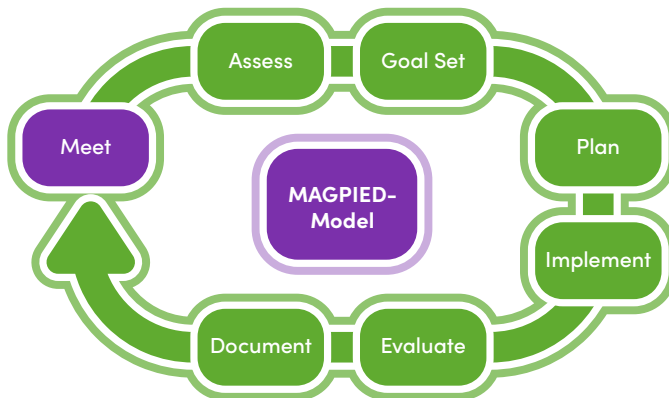 Assess
Goal Set
Meet
Plan
MAGPIED-
Model
Implement
Document
Evaluate